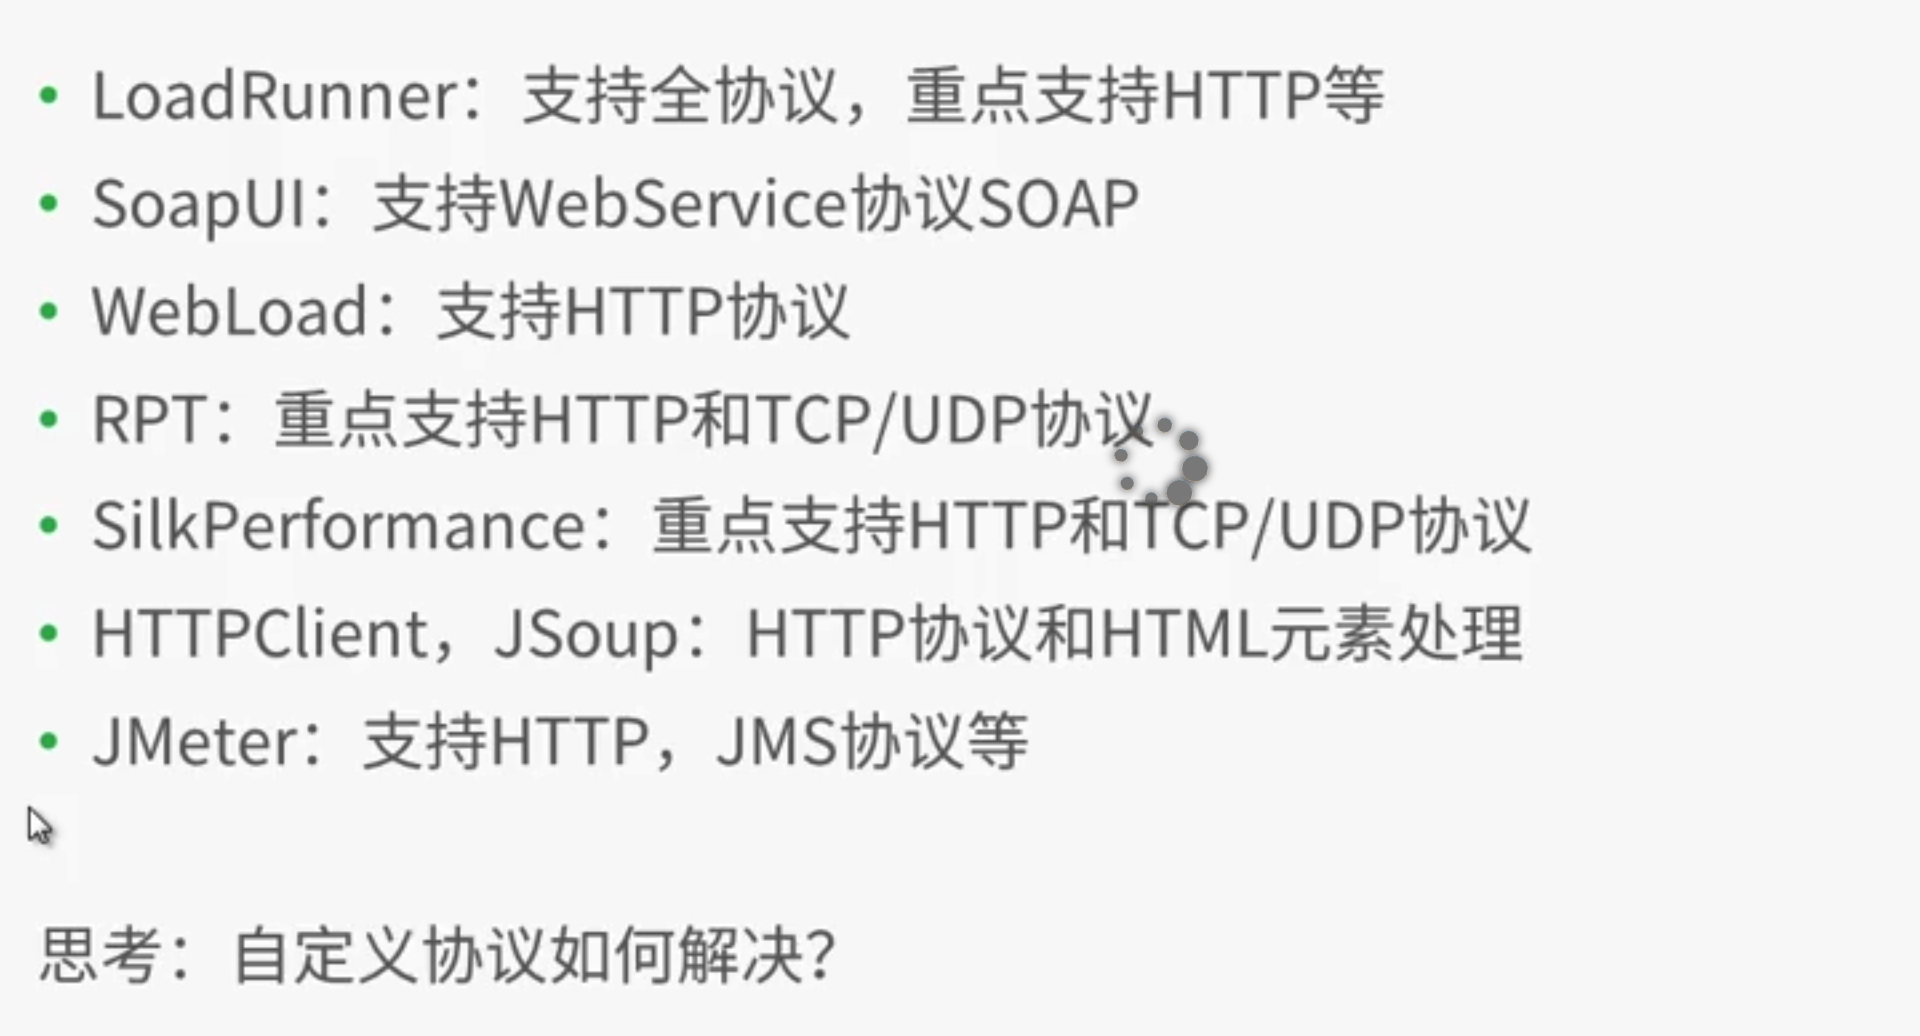 • LoadRunner：支持全协议，重点支持HTTP等
• SoapUI：支持WebService协议SOAP
• WebLoad：支持HTTP协议
• RPT：重点支持HTTP和TCP/UDP协议
• SilkPerformance：重点支持HTTP和TCP/UDP协议
• HTTPClient，JSoup：HTTP协议和HTML元素处理
• JMeter：支持HTTP，JMS协议等
思考：自定义协议如何解决？